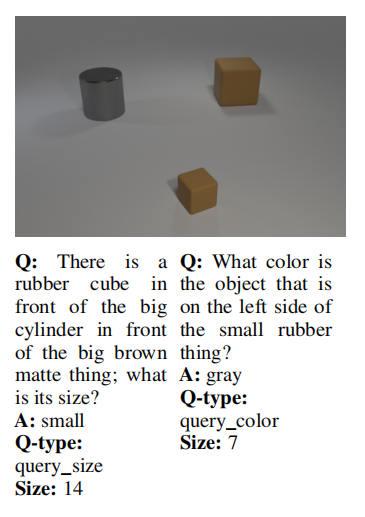 Q: There is a
rubber cube in
front of the big
cylinder in front
of the big brown
matte thing; what
is its size?
A: small
Q-type:
query_size
Size: 14
Q: What color is
the object that is
on the left side of
the small rubber
thing?
A: gray
Q-type:
query_color
Size: 7